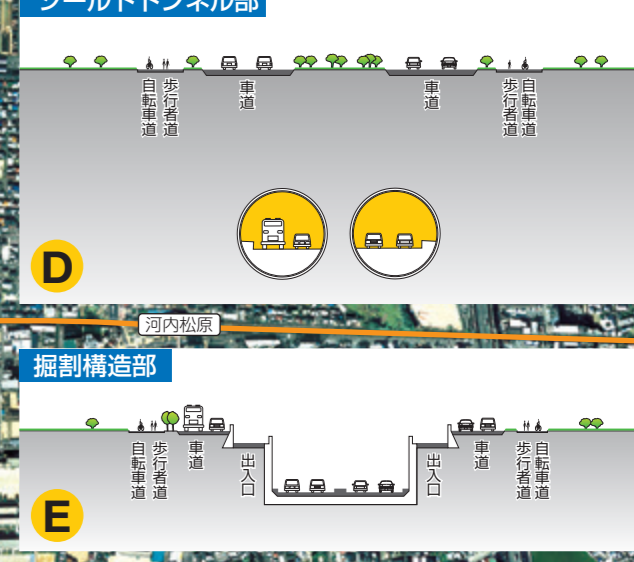 シールドトンネル部
自転車道
歩行者道
車道
車道
歩行者道
自転車道
D
河内松原
掘割構造部
自転車道
歩行者道
車道
出入口
出入口
車道
歩行者道
自転車道
E